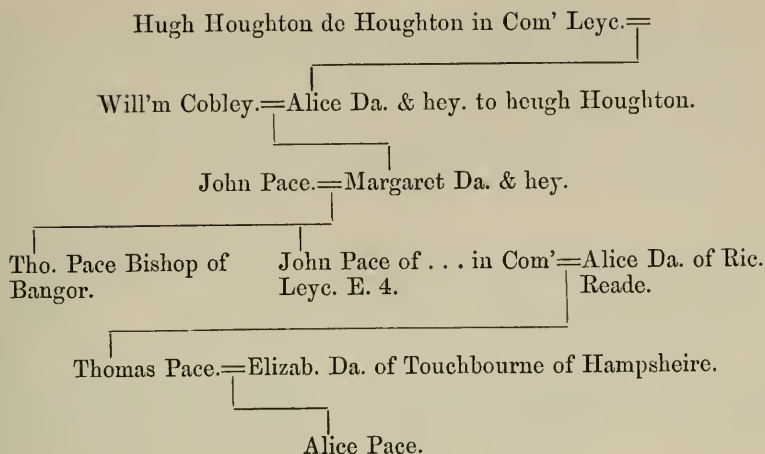 Hugh Houghton de Houghton in Com' Leyc.=
Will'm Cobley.=Alice Da. & hey. to heugh Houghton.
John Pace.=Margaret Da. & hey.
Tho. Pace Bishop of Bangor.
John Pace of . . . in Com' Leyc. E. 4.=Alice Da. of Ric. Reade.
Thomas Pace.=Elizab. Da. of Touchbourne of Hampsheire.
Alice Pace.